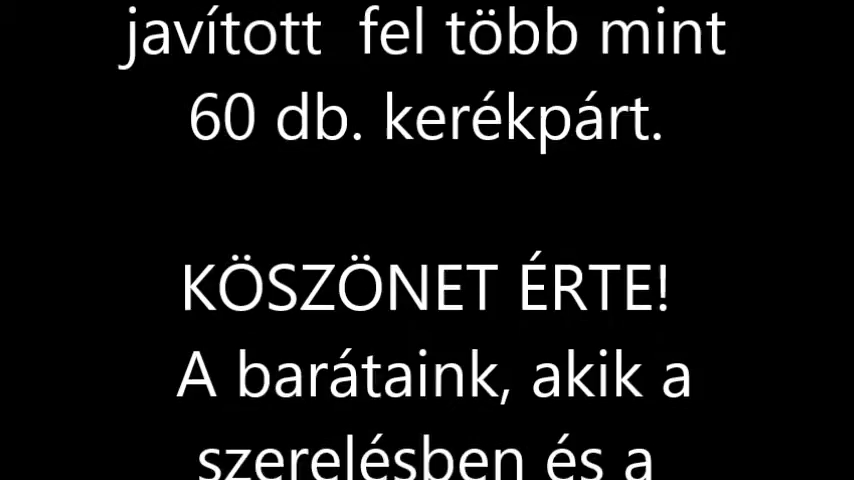 javított fel több mint
60 db. kerékpárt.
KÖSZÖNET ÉRTE!
A barátaink, akik a
szerelésben és a